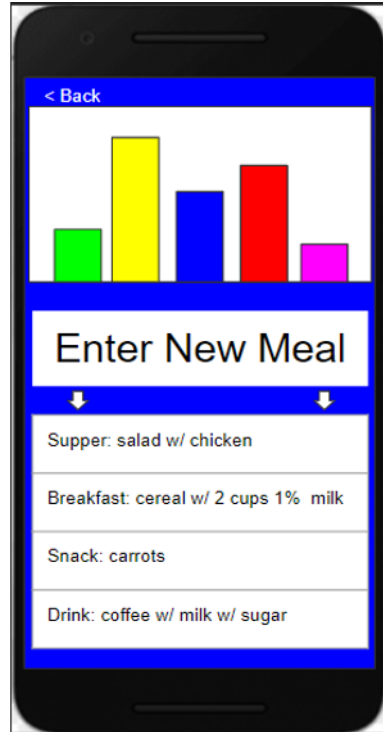 < Back
Enter New Meal
Supper: salad w/ chicken
Breakfast: cereal w/ 2 cups 1% milk
Snack: carrots
Drink: coffee w/ milk w/ sugar